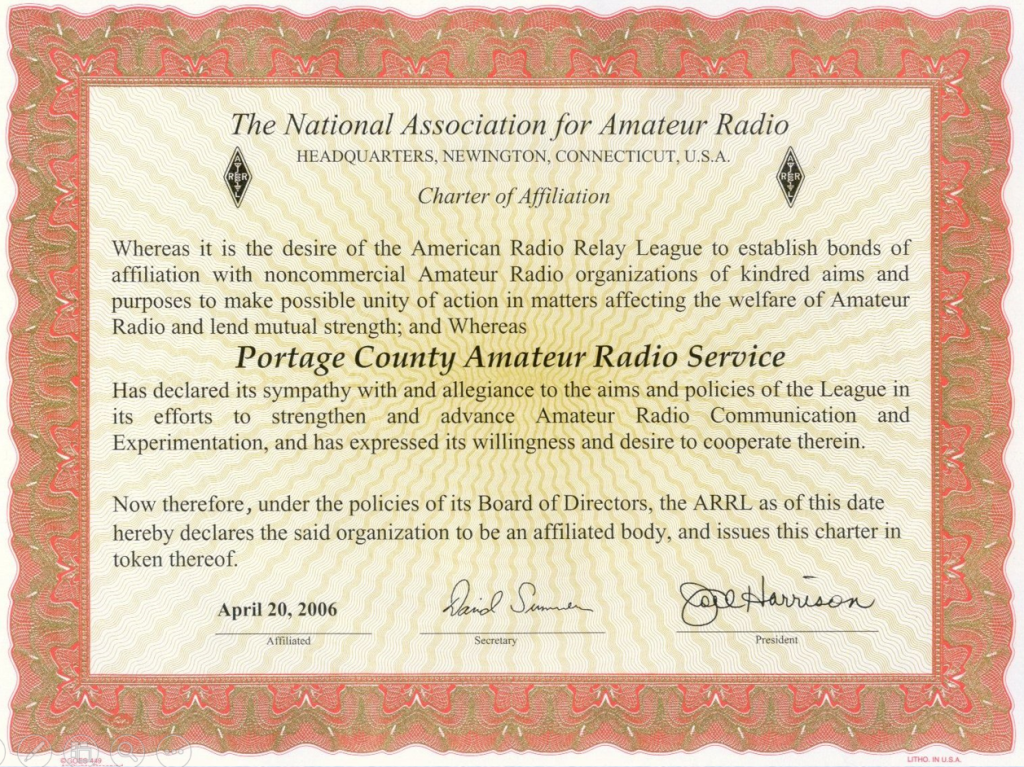 The National Association for Amateur Radio
HEADQUARTERS, NEWINGTON, CONNECTICUT, U.S.A.
Charter of Affiliation
Whereas it is the desire of the American Radio Relay League to establish bonds of
affiliation with noncommercial Amateur Radio organizations of kindred aims and
purposes to make possible unity of action in matters affecting the welfare of Amateur
Radio and lend mutual strength; and Whereas
Portage County Amateur Radio Service
Has declared its sympathy with and allegiance to the aims and policies of the League in
its efforts to strengthen and advance Amateur Radio Communication and
Experimentation, and has expressed its willingness and desire to cooperate therein.
Now therefore, under the policies of its Board of Directors, the ARRL as of this date
hereby declares the said organization to be an affiliated body, and issues this charter in
token thereof.
April 20, 2006 David Sumner Joel Harrison
Affiliated Secretary President
LITHO. IN U.S.A.